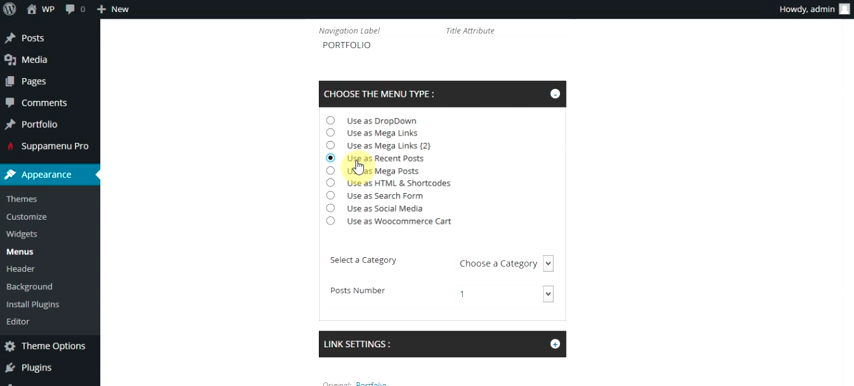 WP 0 + New Howdy, admin
Posts
Media
Pages
Comments
Portfolio
Suppamenu Pro
Appearance
Themes
Customize
Widgets
Menus
Header
Background
Install Plugins
Editor
Theme Options
Plugins
Navigation Label Title Attribute
PORTFOLIO
CHOOSE THE MENU TYPE :
Use as DropDown
Use as Mega Links
Use as Mega Links (2)
Use as Recent Posts
Use as Mega Posts
Use as HTML & Shortcodes
Use as Search Form
Use as Social Media
Use as Woocommerce Cart
Select a Category Choose a Category
Posts Number 1
LINK SETTINGS :
Original: Portfolio